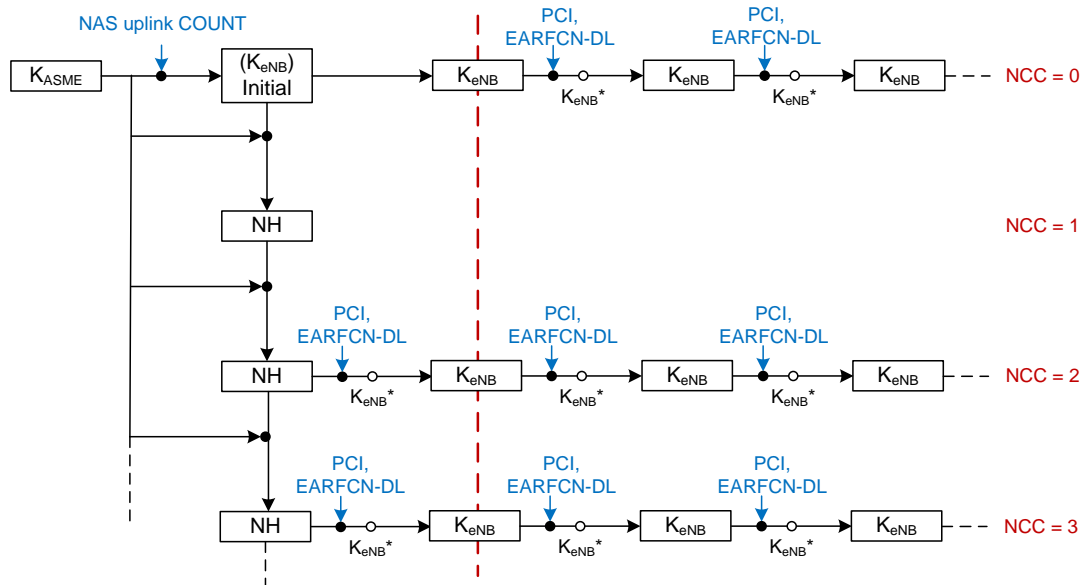 NAS uplink COUNT
PCI,
EARFCN-DL
PCI,
EARFCN-DL
KASME
(KeNB)
Initial
KeNB
KeNB*
KeNB
KeNB*
KeNB
NCC = 0
NH
NCC = 1
PCI,
EARFCN-DL
PCI,
EARFCN-DL
PCI,
EARFCN-DL
NH
KeNB*
KeNB
KeNB*
KeNB
KeNB*
KeNB
NCC = 2
PCI,
EARFCN-DL
PCI,
EARFCN-DL
PCI,
EARFCN-DL
NH
KeNB*
KeNB
KeNB*
KeNB
KeNB*
KeNB
NCC = 3